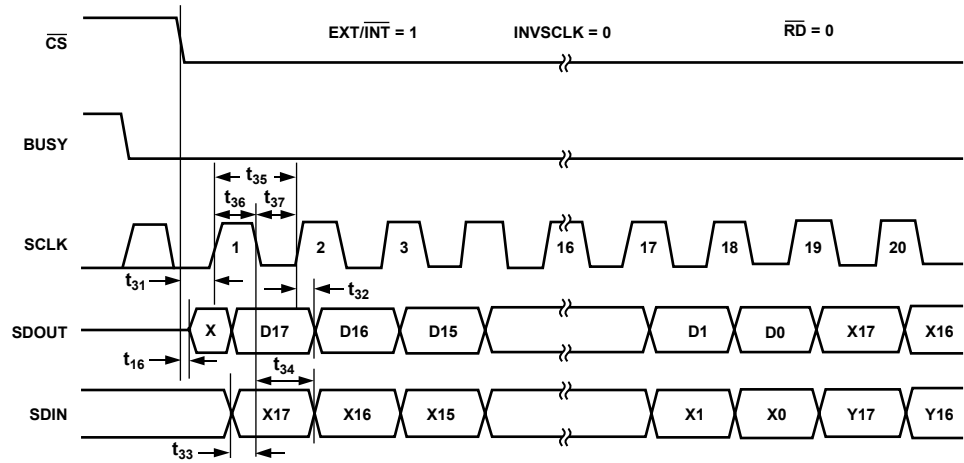 EXT/INT = 1 INVSCLK = 0 RD = 0
CS
BUSY
t35
t36 t37
SCLK 1 2 3 16 17 18 19 20
t31 t32
SDOUT X D17 D16 D15 D1 D0 X17 X16
t16 t34
SDIN X17 X16 X15 X1 X0 Y17 Y16
t33